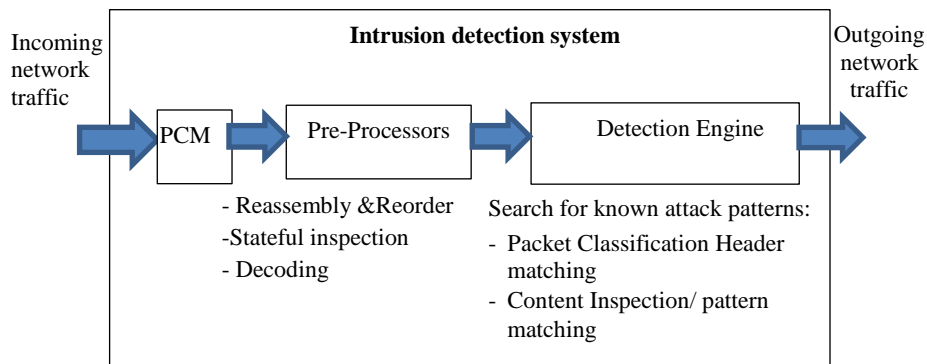 Intrusion detection system
Incoming
network
traffic
Outgoing
network
traffic
PCM
Pre-Processors
Detection Engine
- Reassembly &Reorder
-Stateful inspection
- Decoding
Search for known attack patterns:
- Packet Classification Header
matching
- Content Inspection/ pattern
matching